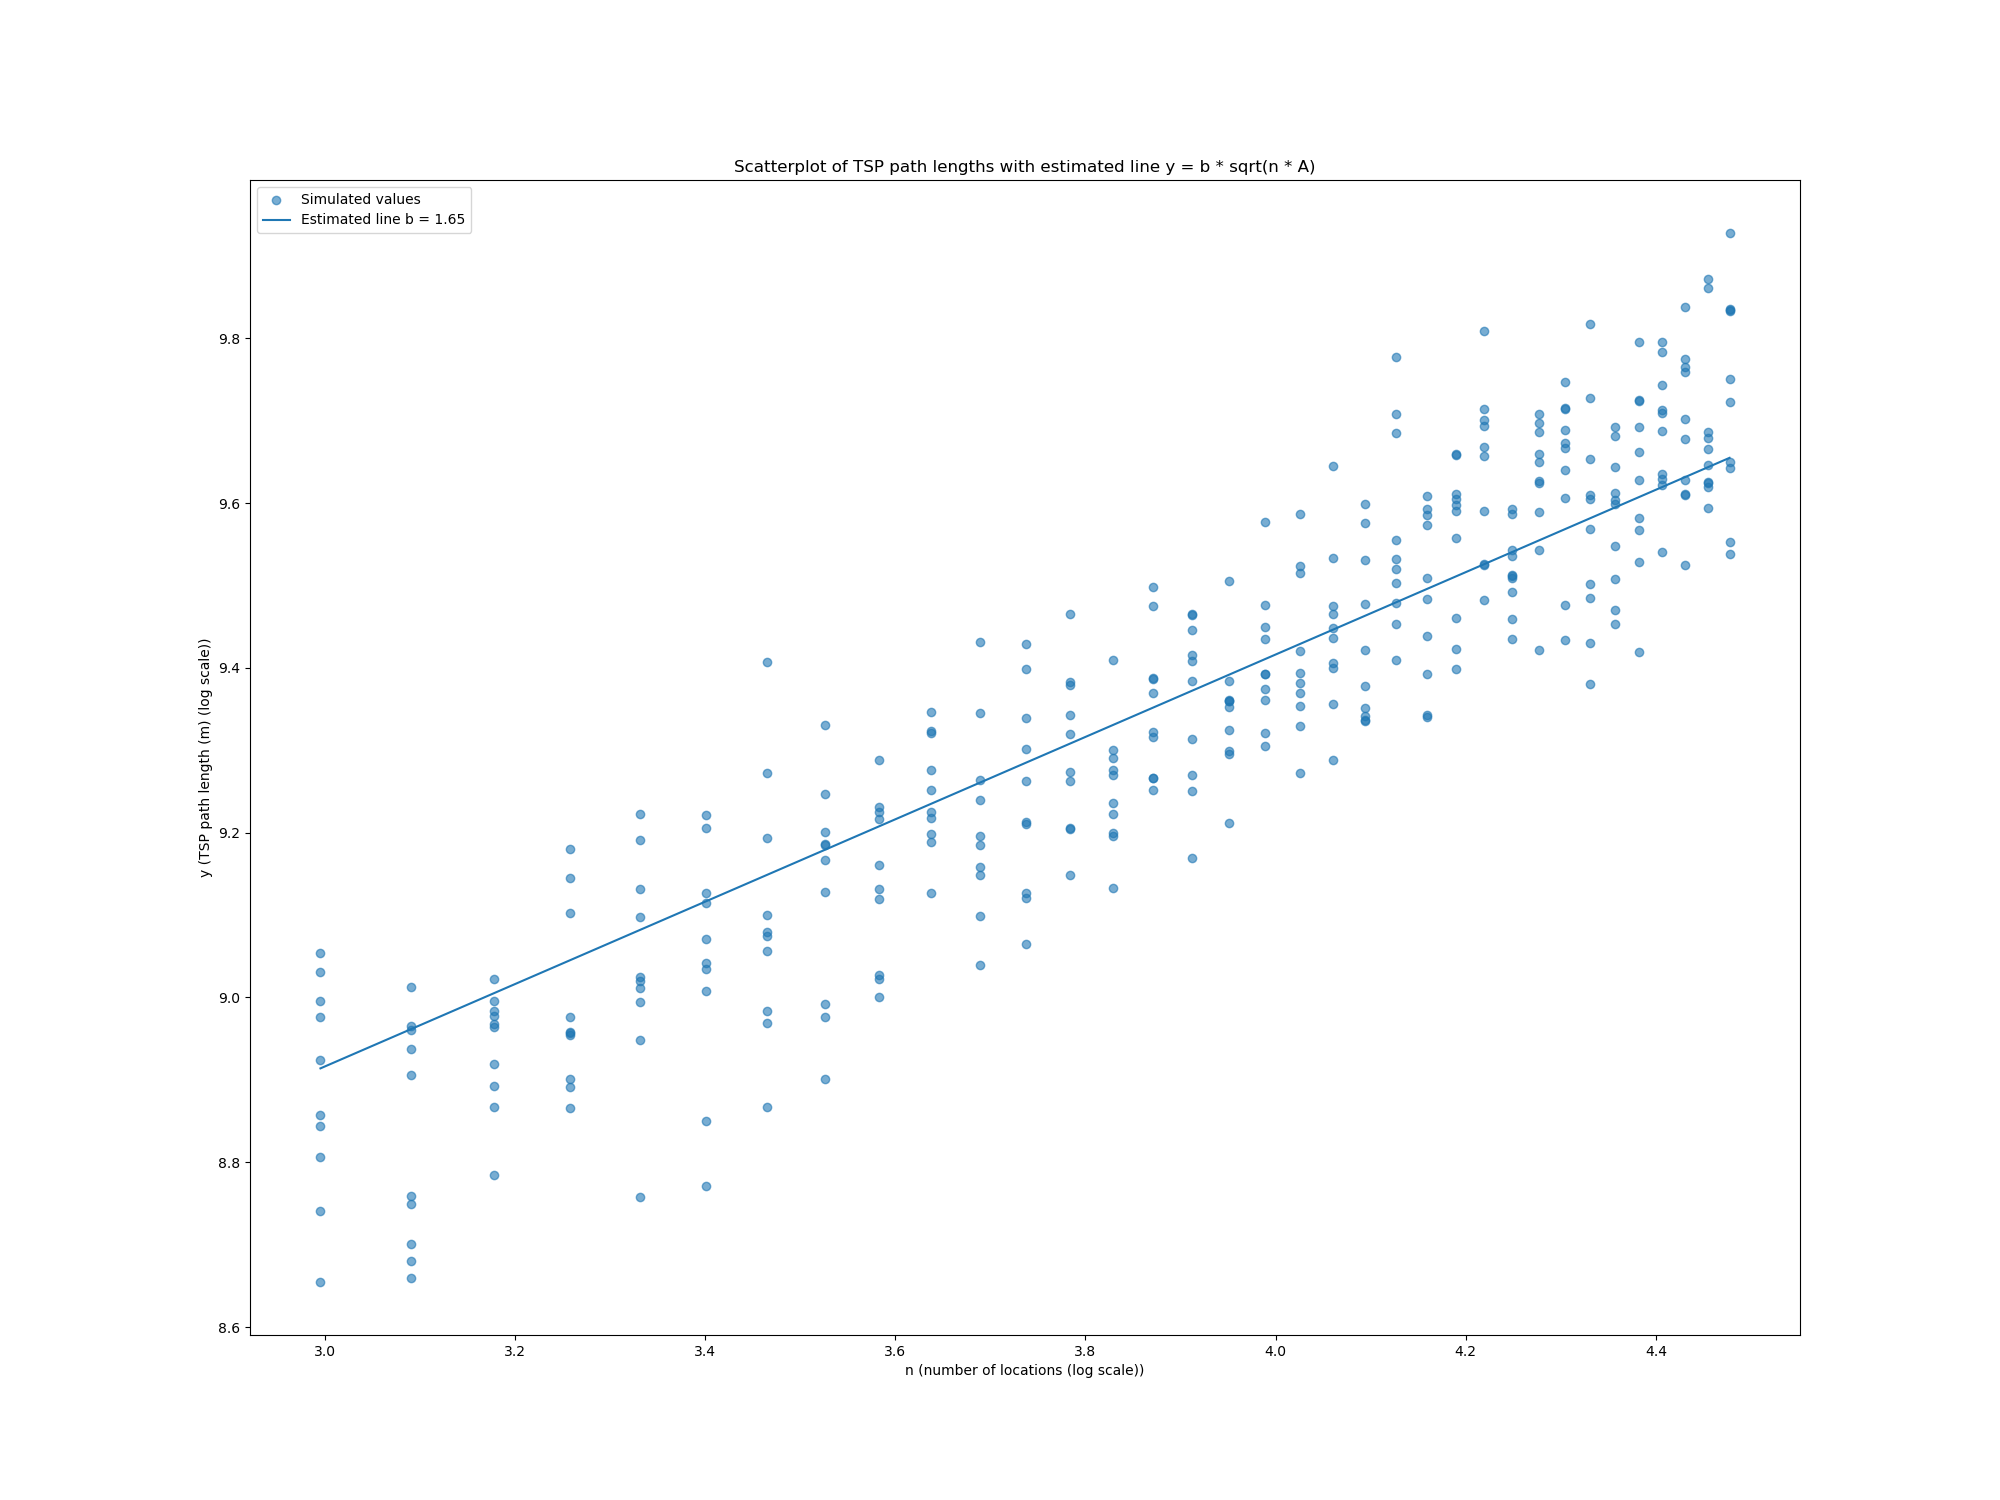 Scatterplot of TSP path lengths with estimated line y = b * sqrt(n * A)
Simulated values
Estimated line b = 1.65
y (TSP path length (m) (log scale))
9.8
9.6
9.4
9.2
9.0
8.8
8.6
3.0 3.2 3.4 3.6 3.8 4.0 4.2 4.4
n (number of locations (log scale))